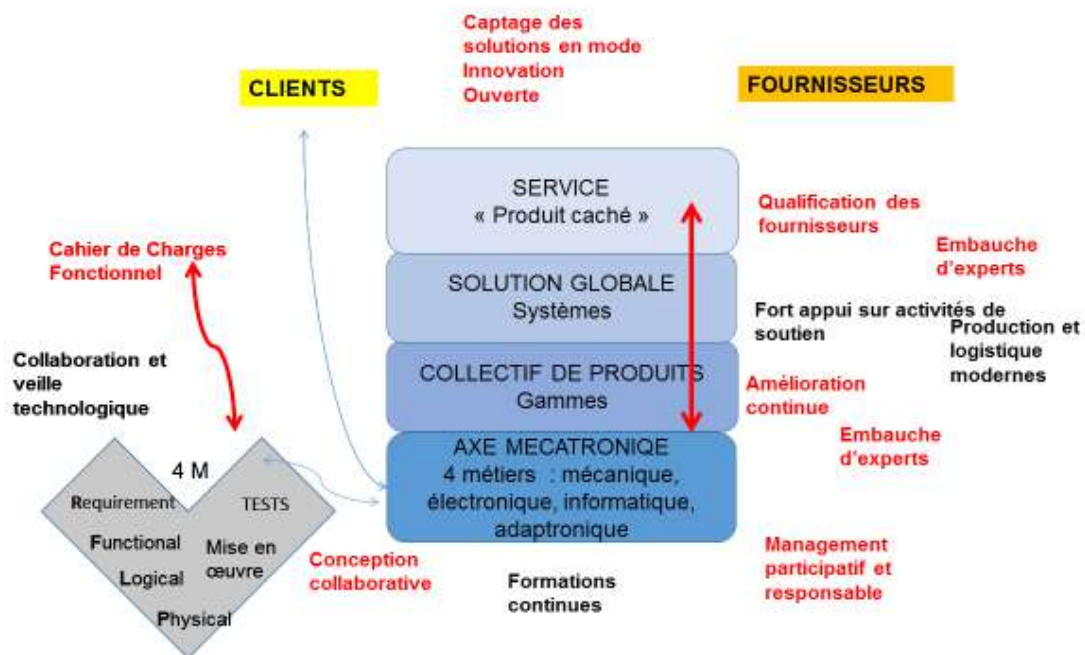 Captage des
solutions en mode
Innovation
Ouverte
CLIENTS
FOURNISSEURS
SERVICE
« Produit caché »
Qualification des
fournisseurs
Cahier de Charges
Fonctionnel
Embauche
d'experts
SOLUTION GLOBALE
Systèmes
Fort appui sur activités de
soutien
Production et
logistique
modernes
Collaboration et
veille
technologique
COLLECTIF DE PRODUITS
Gammes
Amélioration
continue
Embauche
d'experts
AXE MECATRONIQE
4 métiers : mécanique,
électronique, informatique,
adaptronique
4 M
Requirement
TESTS
Functional
Mise en
œuvre
Logical
Physical
Conception
collaborative
Formations
continues
Management
participatif et
responsable